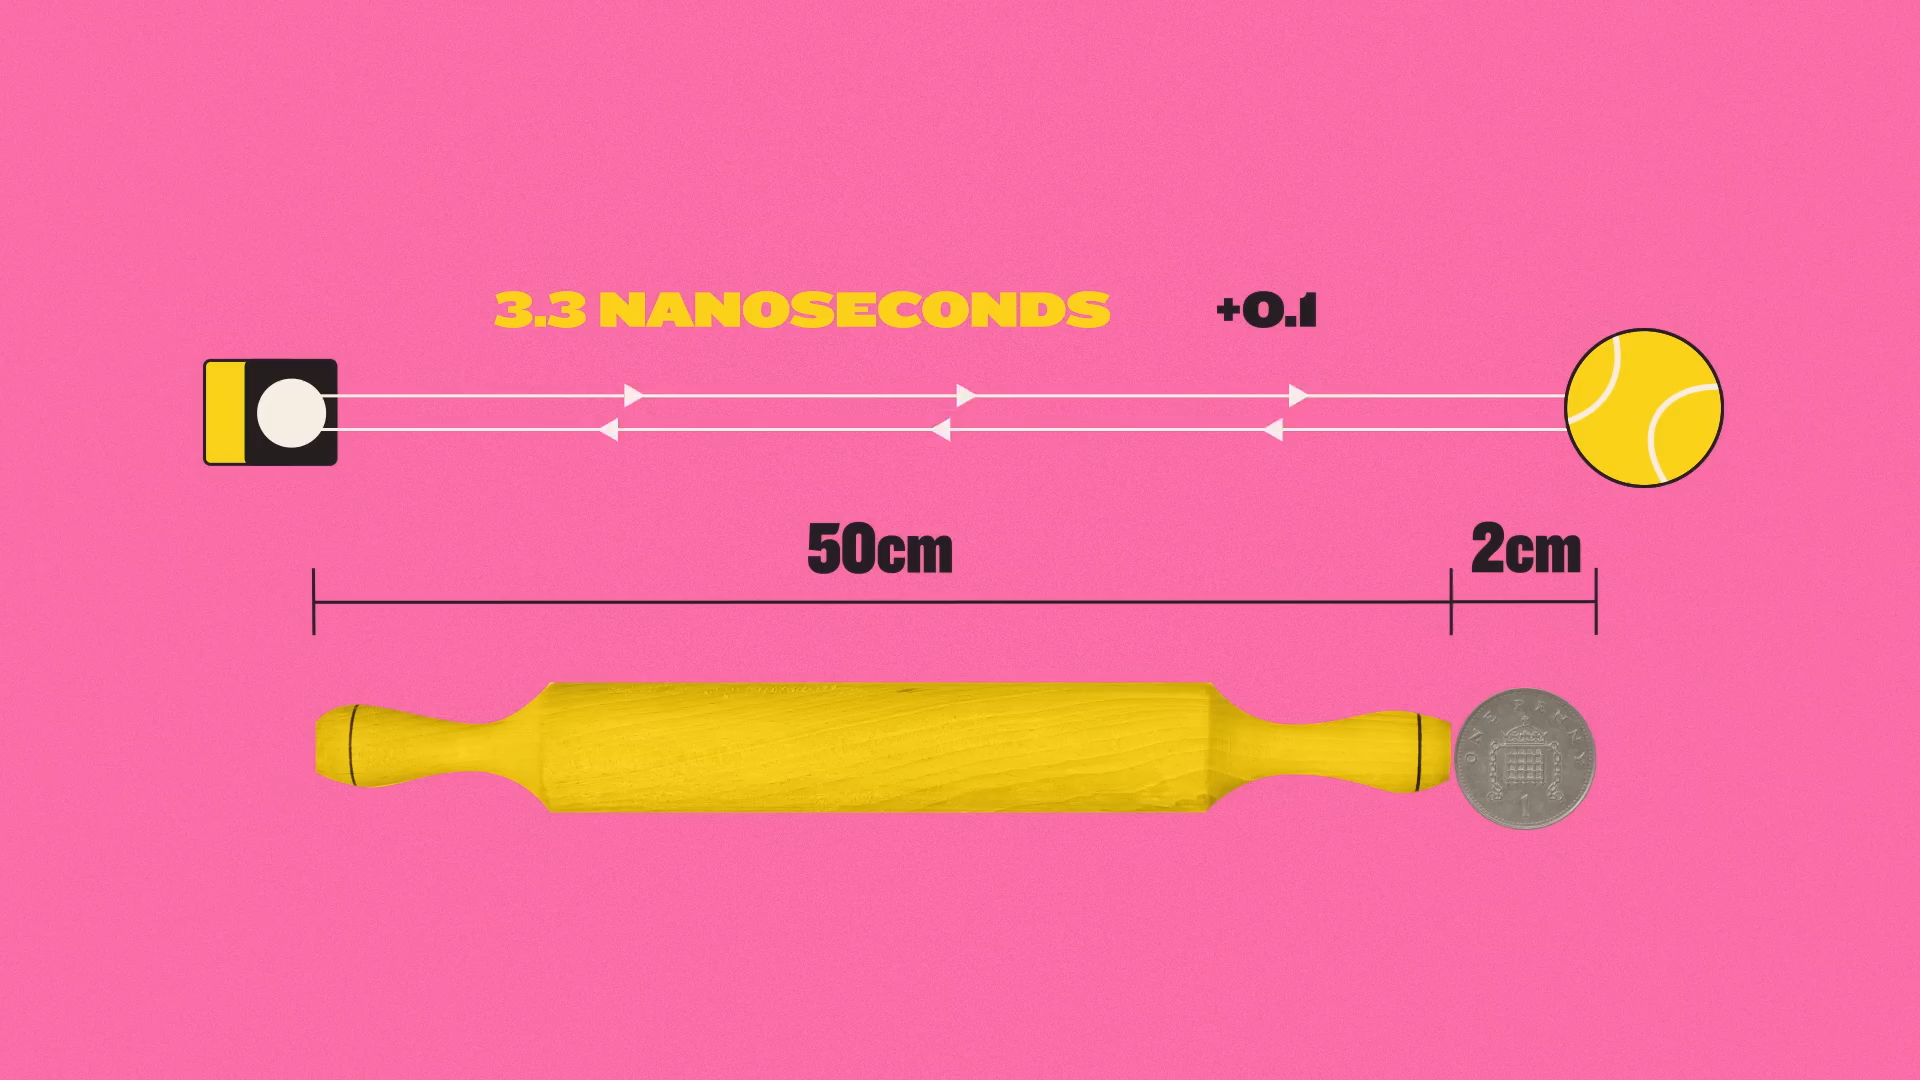 3.3 NANOSECONDS +0.1
50cm 2cm
ONE PENNY
1